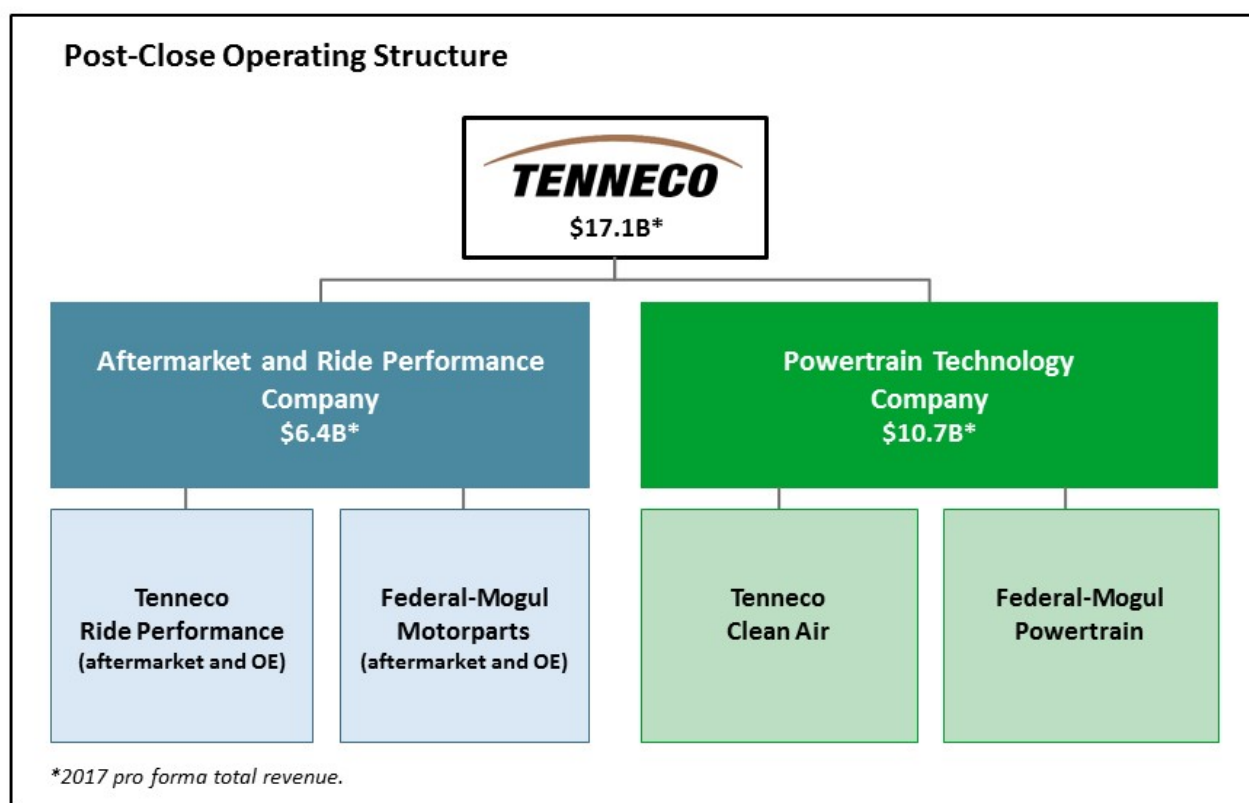 Post-Close Operating Structure
TENNECO
$17.1B*
Aftermarket and Ride Performance
Company
$6.4B*
Powertrain Technology
Company
$10.7B*
Tenneco
Ride Performance
(aftermarket and OE)
Federal-Mogul
Motorparts
(aftermarket and OE)
Tenneco
Clean Air
Federal-Mogul
Powertrain
*2017 pro forma total revenue.